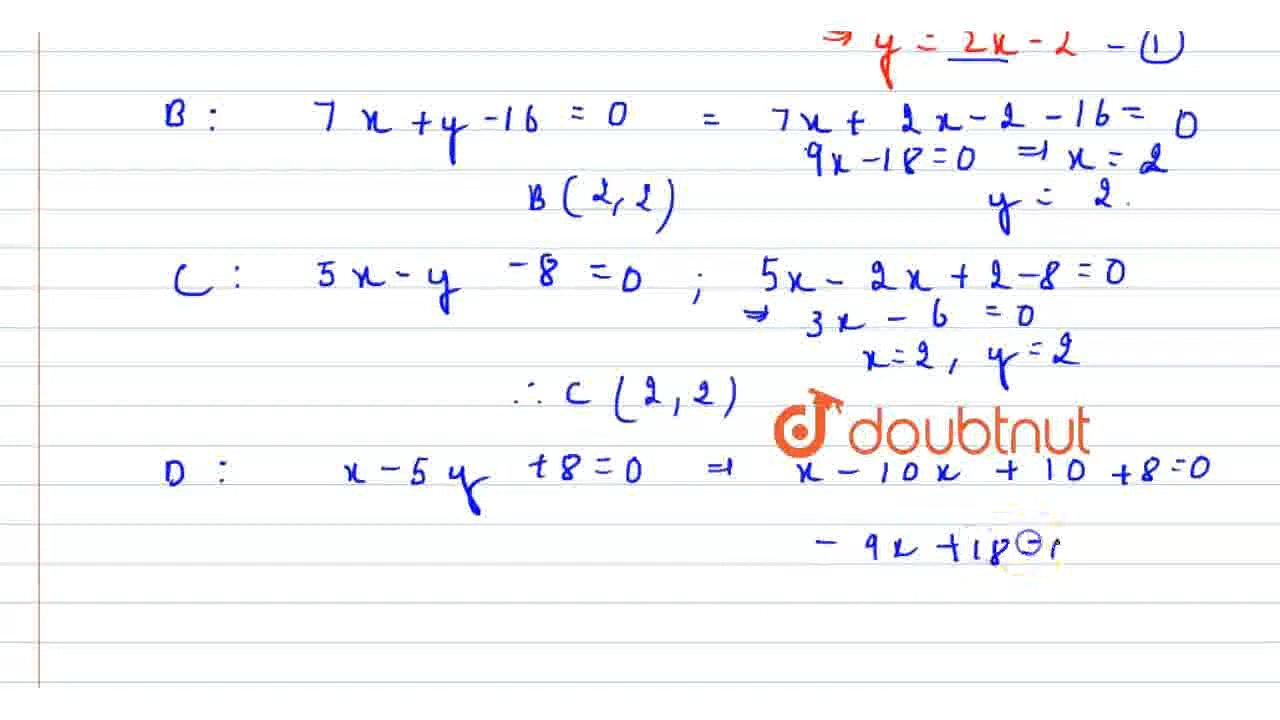 ⇒ y = 2x - 2 - (1)
B : 7x + y - 16 = 0 = 7x + 2x - 2 - 16 = 0
9x - 18 = 0 ⇒ x = 2
B (2, 2) y = 2.
C : 5x - y - 8 = 0 ; 5x - 2x + 2 - 8 = 0
⇒ 3x - 6 = 0
x = 2, y = 2
∴ C (2, 2)
doubtnut
D : x - 5y + 8 = 0 ⇒ x - 10x + 10 + 8 = 0
- 9x + 18 =